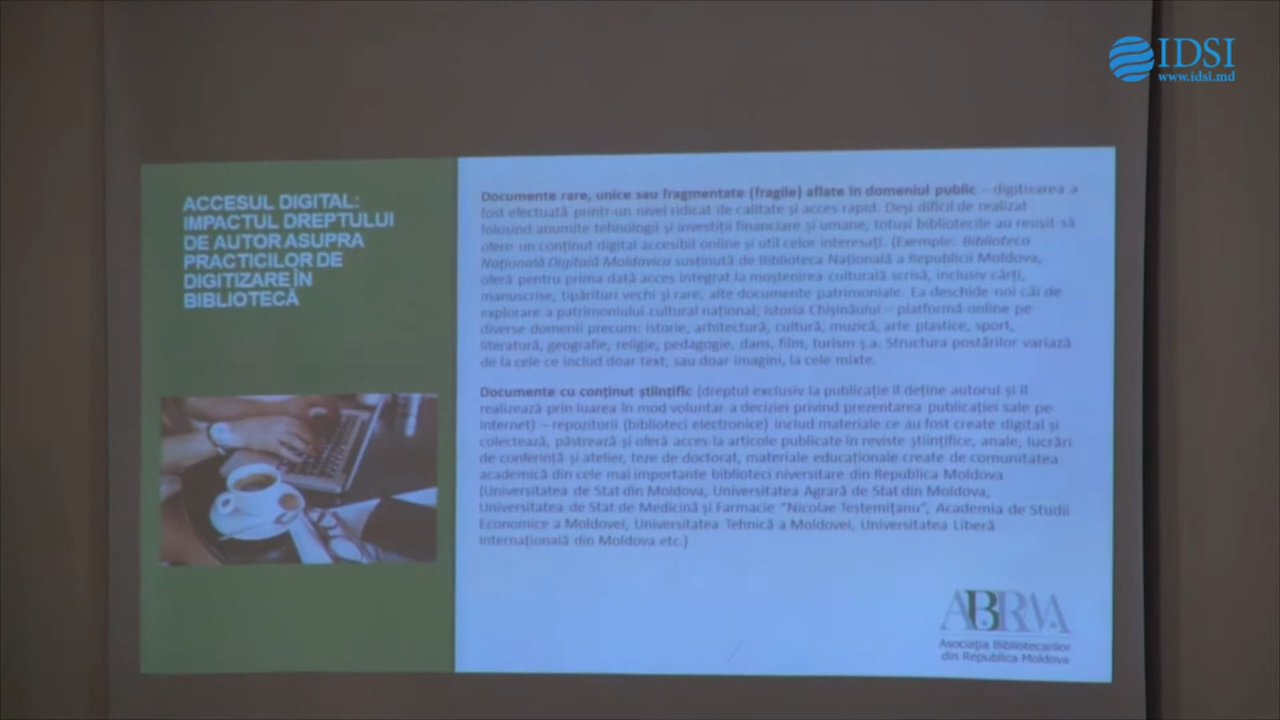 IDSI
www.idsi.md
ACCESUL DIGITAL:
IMPACTUL DREPTULUI
DE AUTOR ASUPRA
PRACTICILOR DE
DIGITIZARE ÎN
BIBLIOTECĂ
Documente rare, unice sau fragmentate (fragile) aflate în domeniul public – digitizarea a
fost efectuată printr-un nivel ridicat de calitate și acces rapid. Deși dificil de realizat
folosind anumite tehnologii și investiții financiare și umane, totuși bibliotecile au reușit să
ofere un conținut digital accesibil online și util celor interesați. (Exemple: Biblioteca
Națională Digitală Moldavica susținută de Biblioteca Națională a Republicii Moldova,
oferă pentru prima dată acces integrat la moștenirea culturală scrisă, inclusiv cărți,
manuscrise, tipărituri vechi și rare, alte documente patrimoniale. Ea deschide noi căi de
explorare a patrimoniului cultural național; Istoria Chișinăului – platformă online pe
diverse domenii precum: istorie, arhitectură, cultură, muzică, arte plastice, sport,
literatură, geografie, religie, pedagogie, dans, film, turism ș.a. Structura postărilor variază
de la cele ce includ doar text, sau doar imagini, la cele mixte.
Documente cu conținut științific (dreptul exclusiv la publicație îl deține autorul și îl
realizează prin luarea în mod voluntar a deciziei privind prezentarea publicației sale pe
Internet) – repozitorii (biblioteci electronice) includ materiale ce au fost create digital și
colectează, păstrează și oferă acces la articole publicate în reviste științifice, anale, lucrări
de conferință și atelier, teze de doctorat, materiale educaționale create de comunitatea
academică din cele mai importante biblioteci niversitare din Republica Moldova
(Universitatea de Stat din Moldova, Universitatea Agrară de Stat din Moldova,
Universitatea de Stat de Medicină și Farmacie "Nicolae Testemițanu", Academia de Studii
Economice a Moldovei, Universitatea Tehnică a Moldovei, Universitatea Liberă
Internațională din Moldova etc.)
ABRM
Asociația Bibliotecarilor
din Republica Moldova